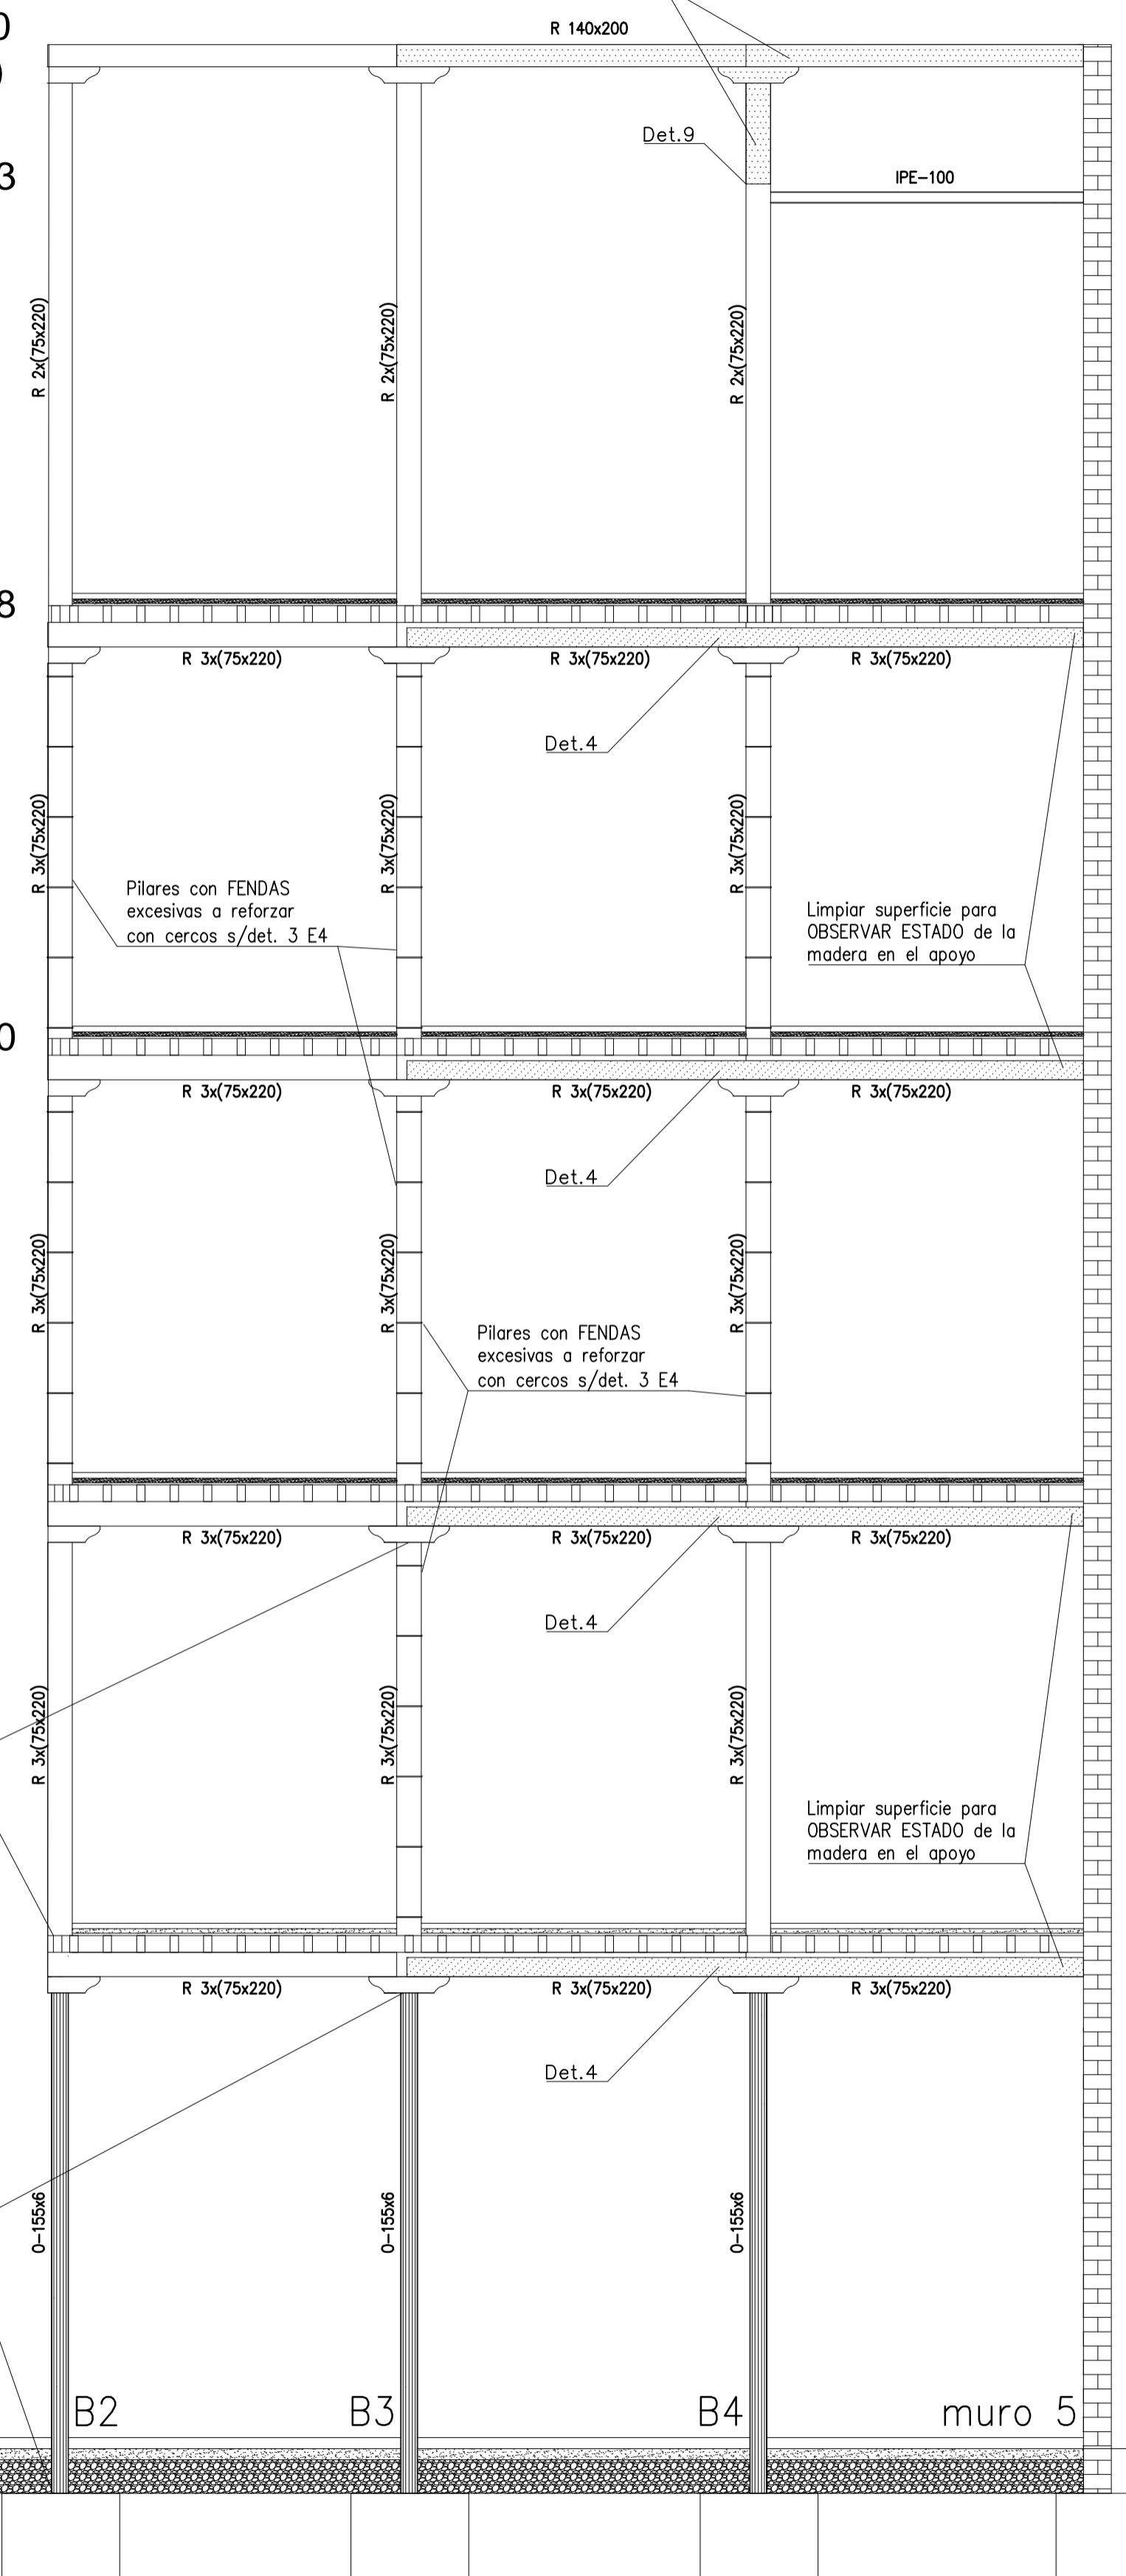 0
R 140x200
)
Det.9
3
IPE-100
R 2x(75x220)
R 2x(75x220)
R 2x(75x220)
8
R 3x(75x220)
R 3x(75x220)
R 3x(75x220)
Det.4
R 3x(75x220)
R 3x(75x220)
R 3x(75x220)
Pilares con FENDAS
excesivas a reforzar
con cercos s/det. 3 E4
Limpiar superficie para
OBSERVAR ESTADO de la
madera en el apoyo
0
R 3x(75x220)
R 3x(75x220)
R 3x(75x220)
Det.4
R 3x(75x220)
R 3x(75x220)
R 3x(75x220)
Pilares con FENDAS
excesivas a reforzar
con cercos s/det. 3 E4
R 3x(75x220)
R 3x(75x220)
R 3x(75x220)
Det.4
R 3x(75x220)
R 3x(75x220)
R 3x(75x220)
Limpiar superficie para
OBSERVAR ESTADO de la
madera en el apoyo
R 3x(75x220)
R 3x(75x220)
R 3x(75x220)
Det.4
O-155x6
O-155x6
O-155x6
B2
B3
B4
muro 5